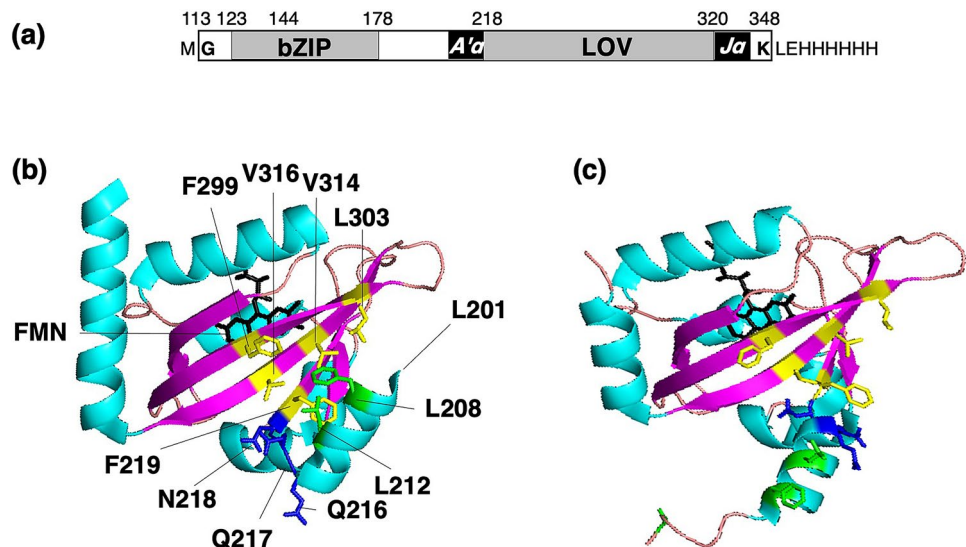 (a)
113 123 144 178 218 320 348
M G bZIP A'α LOV Jα K LEHHHHHH
(b)
(c)
V316 V314
F299
L303
FMN
L201
L208
F219
N218
L212
Q216
Q217